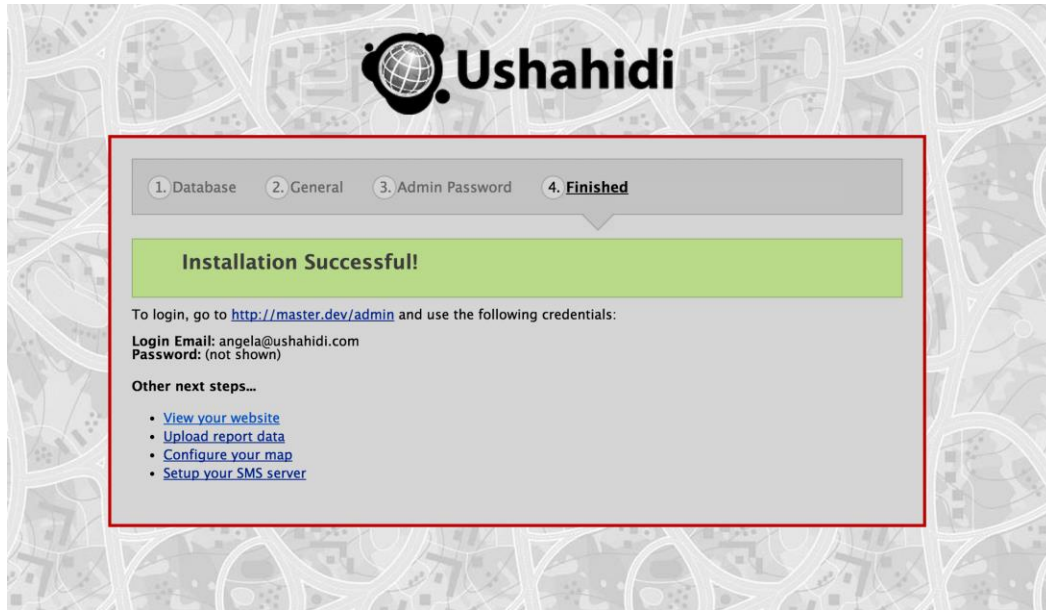 Ushahidi
1. Database 2. General 3. Admin Password 4. Finished
Installation Successful!
To login, go to http://master.dev/admin and use the following credentials:
Login Email: angela@ushahidi.com
Password: (not shown)
Other next steps...
• View your website
• Upload report data
• Configure your map
• Setup your SMS server